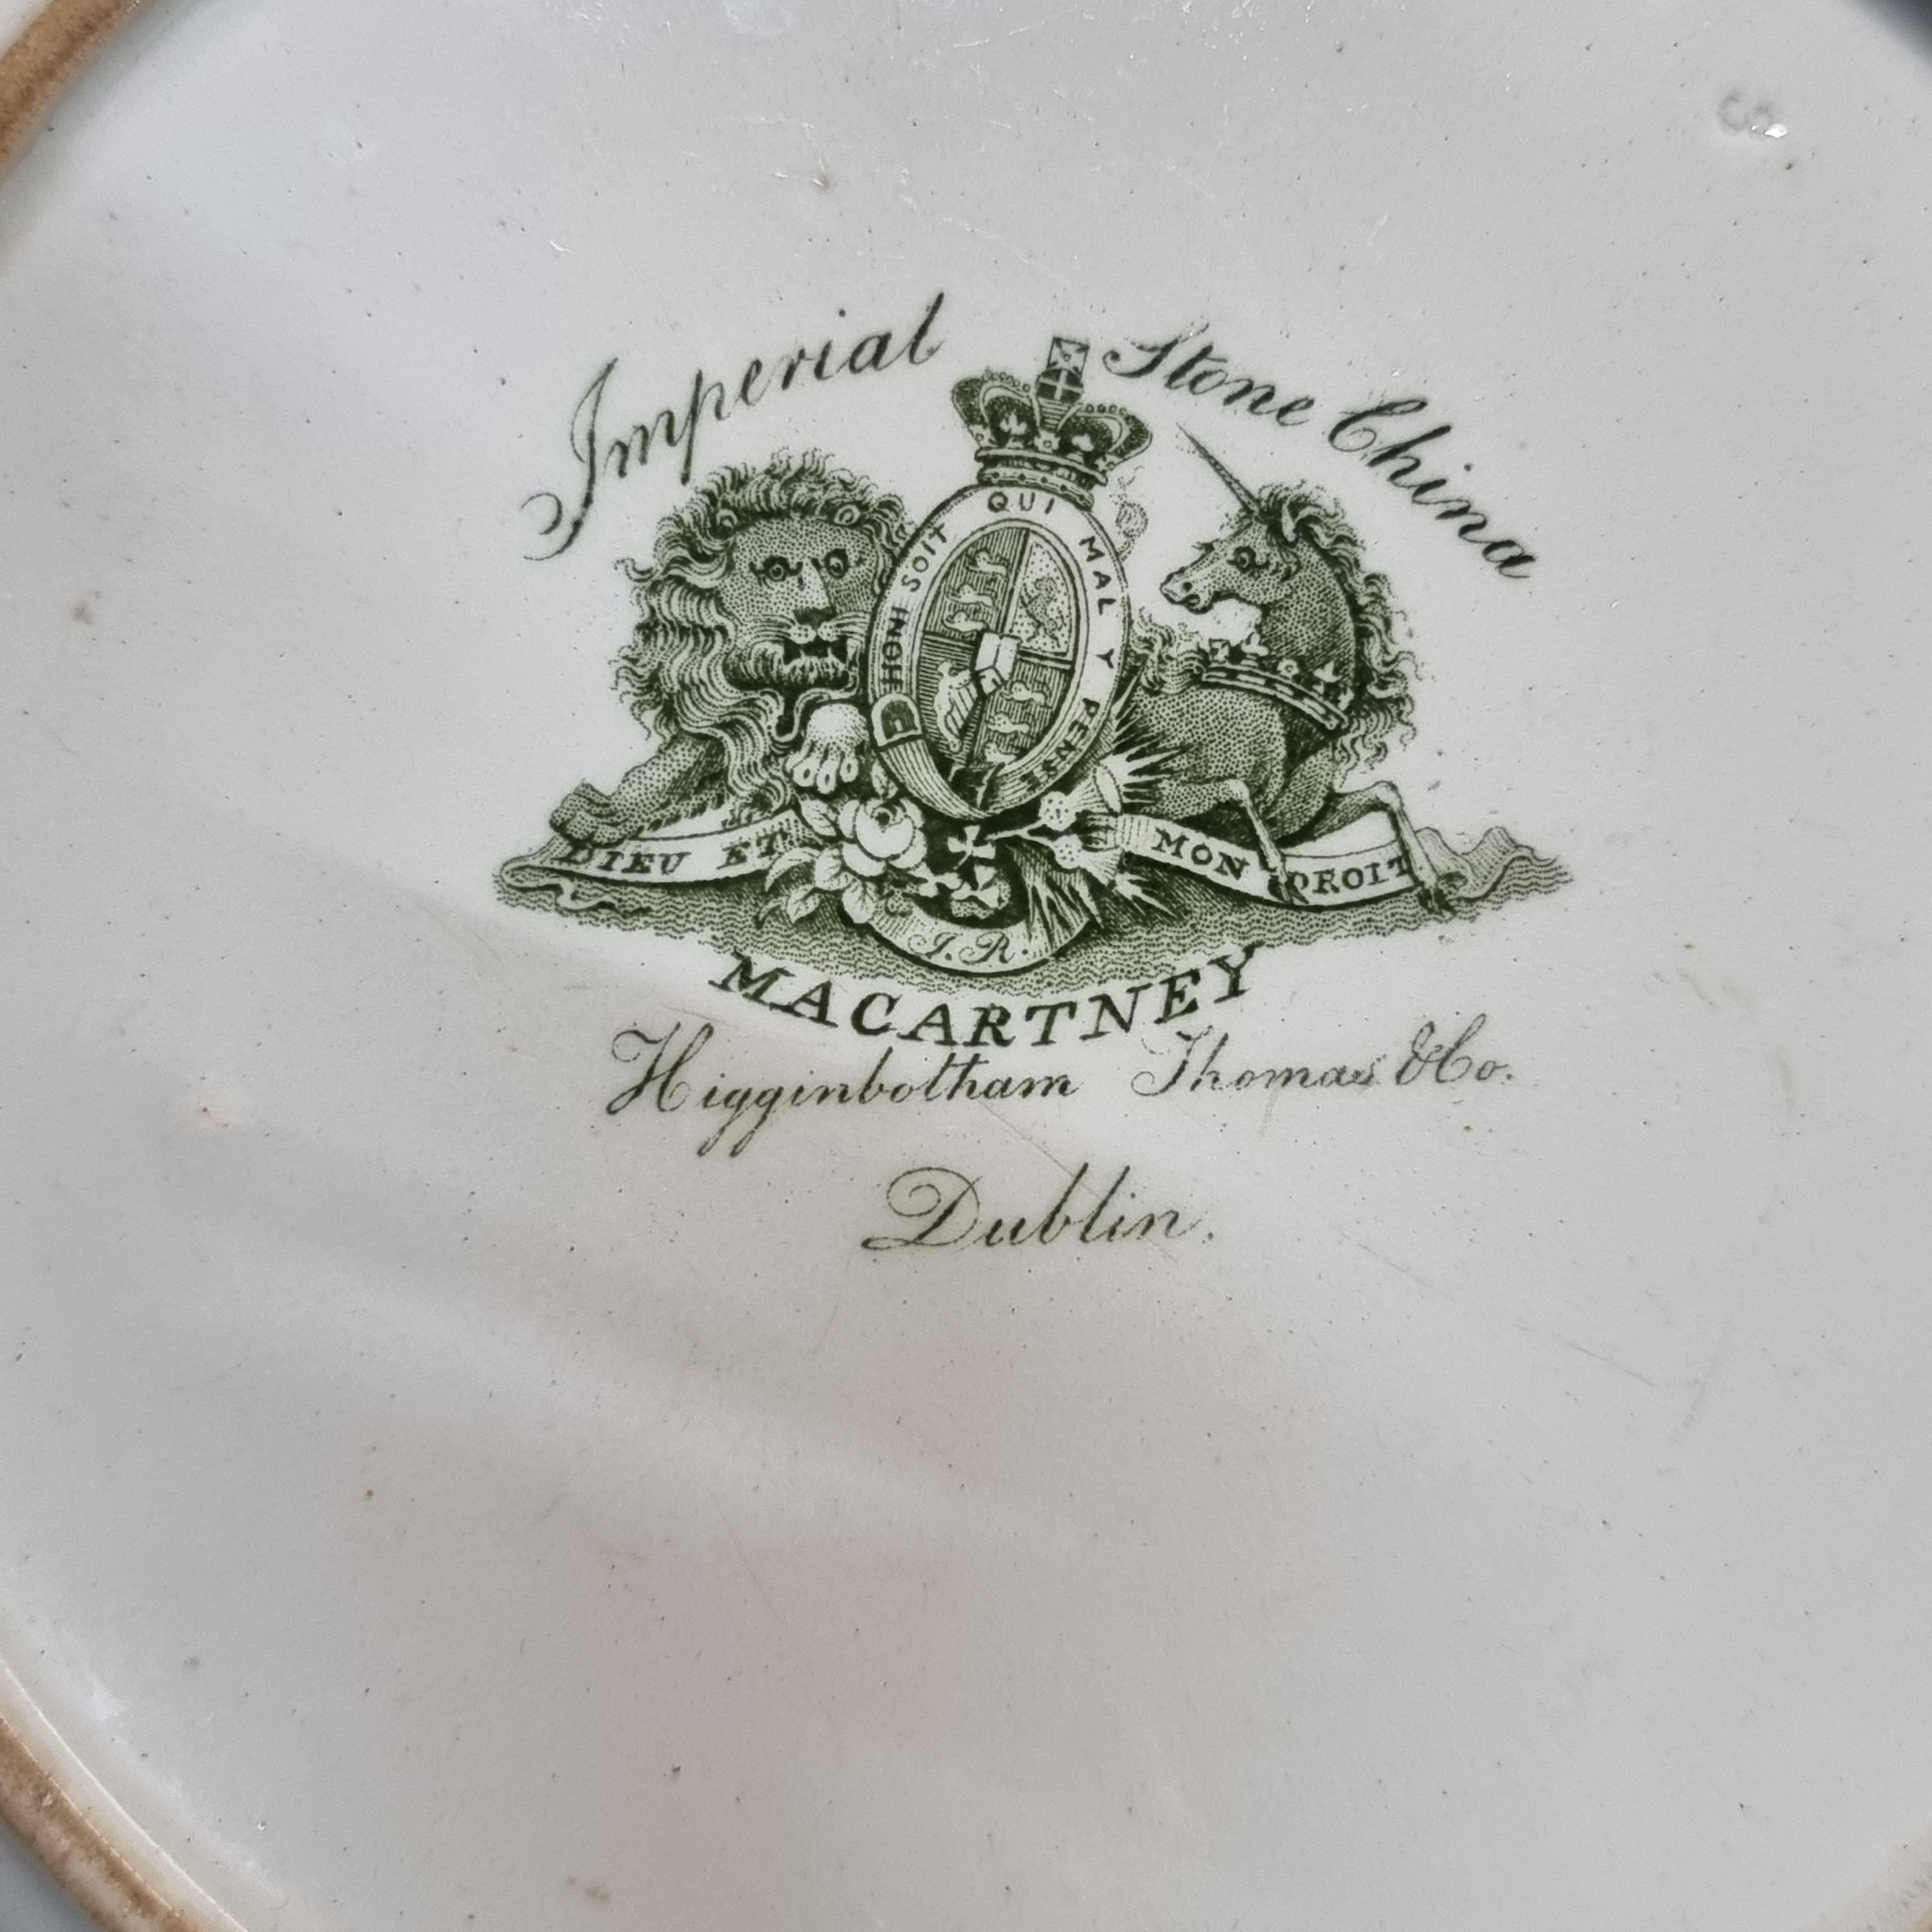 Imperial Stone China
HONI SOIT QUI MAL Y PENSE
DIEU ET MON DROIT
J. R.
MACARTNEY
Higginbotham Thomas & Co.
Dublin.